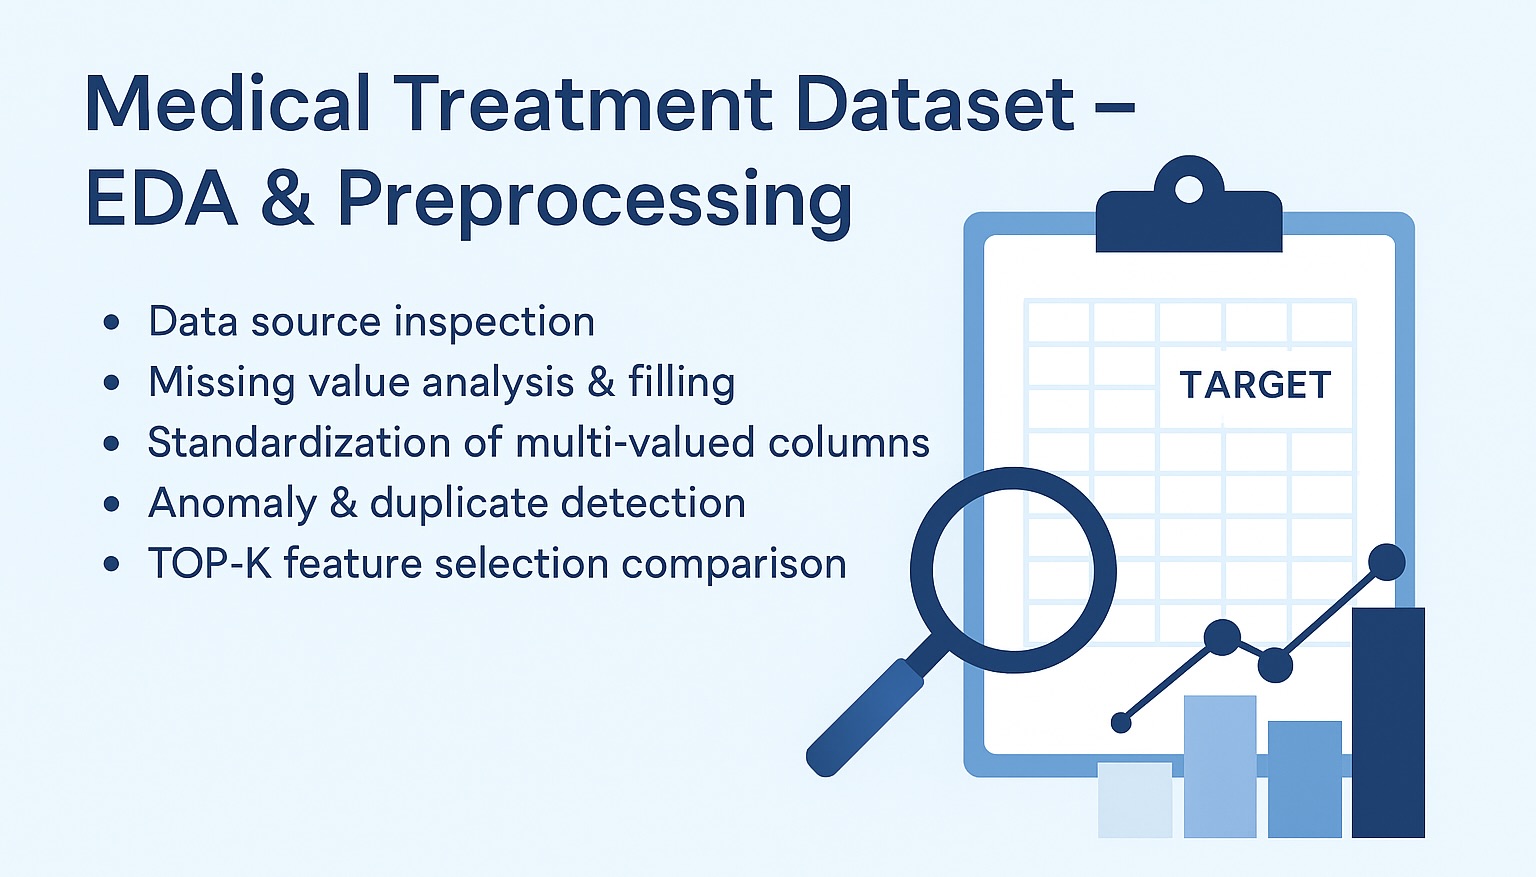 Medical Treatment Dataset –
EDA & Preprocessing
• Data source inspection
• Missing value analysis & filling
• Standardization of multi-valued columns
• Anomaly & duplicate detection
• TOP-K feature selection comparison
TARGET